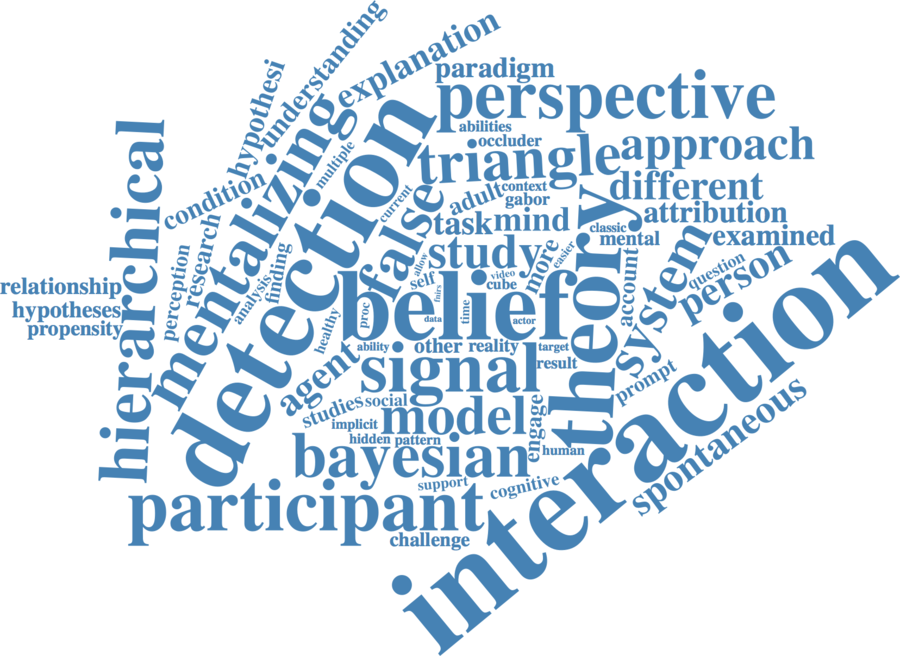 understanding
hypothesi
explanation
research
paradigm
perspective
abilities
occluder
multiple
mentalizing
detection
hierarchical
condition
triangle
approach
context
adult
gabor
different
current
false
task
mind
classic
attribution
mental
examined
perception
finding
analysis
study
more
easier
theory
account
system
question
person
allow
self
video
cube
relationship
hypotheses
propensity
healthy
proc
belief
fnirs
data
time
actor
interaction
ability
other reality
target
result
agent
signal
prompt
studies
social
implicit
model
engage
spontaneous
hidden pattern
human
bayesian
support
cognitive
participant
challenge